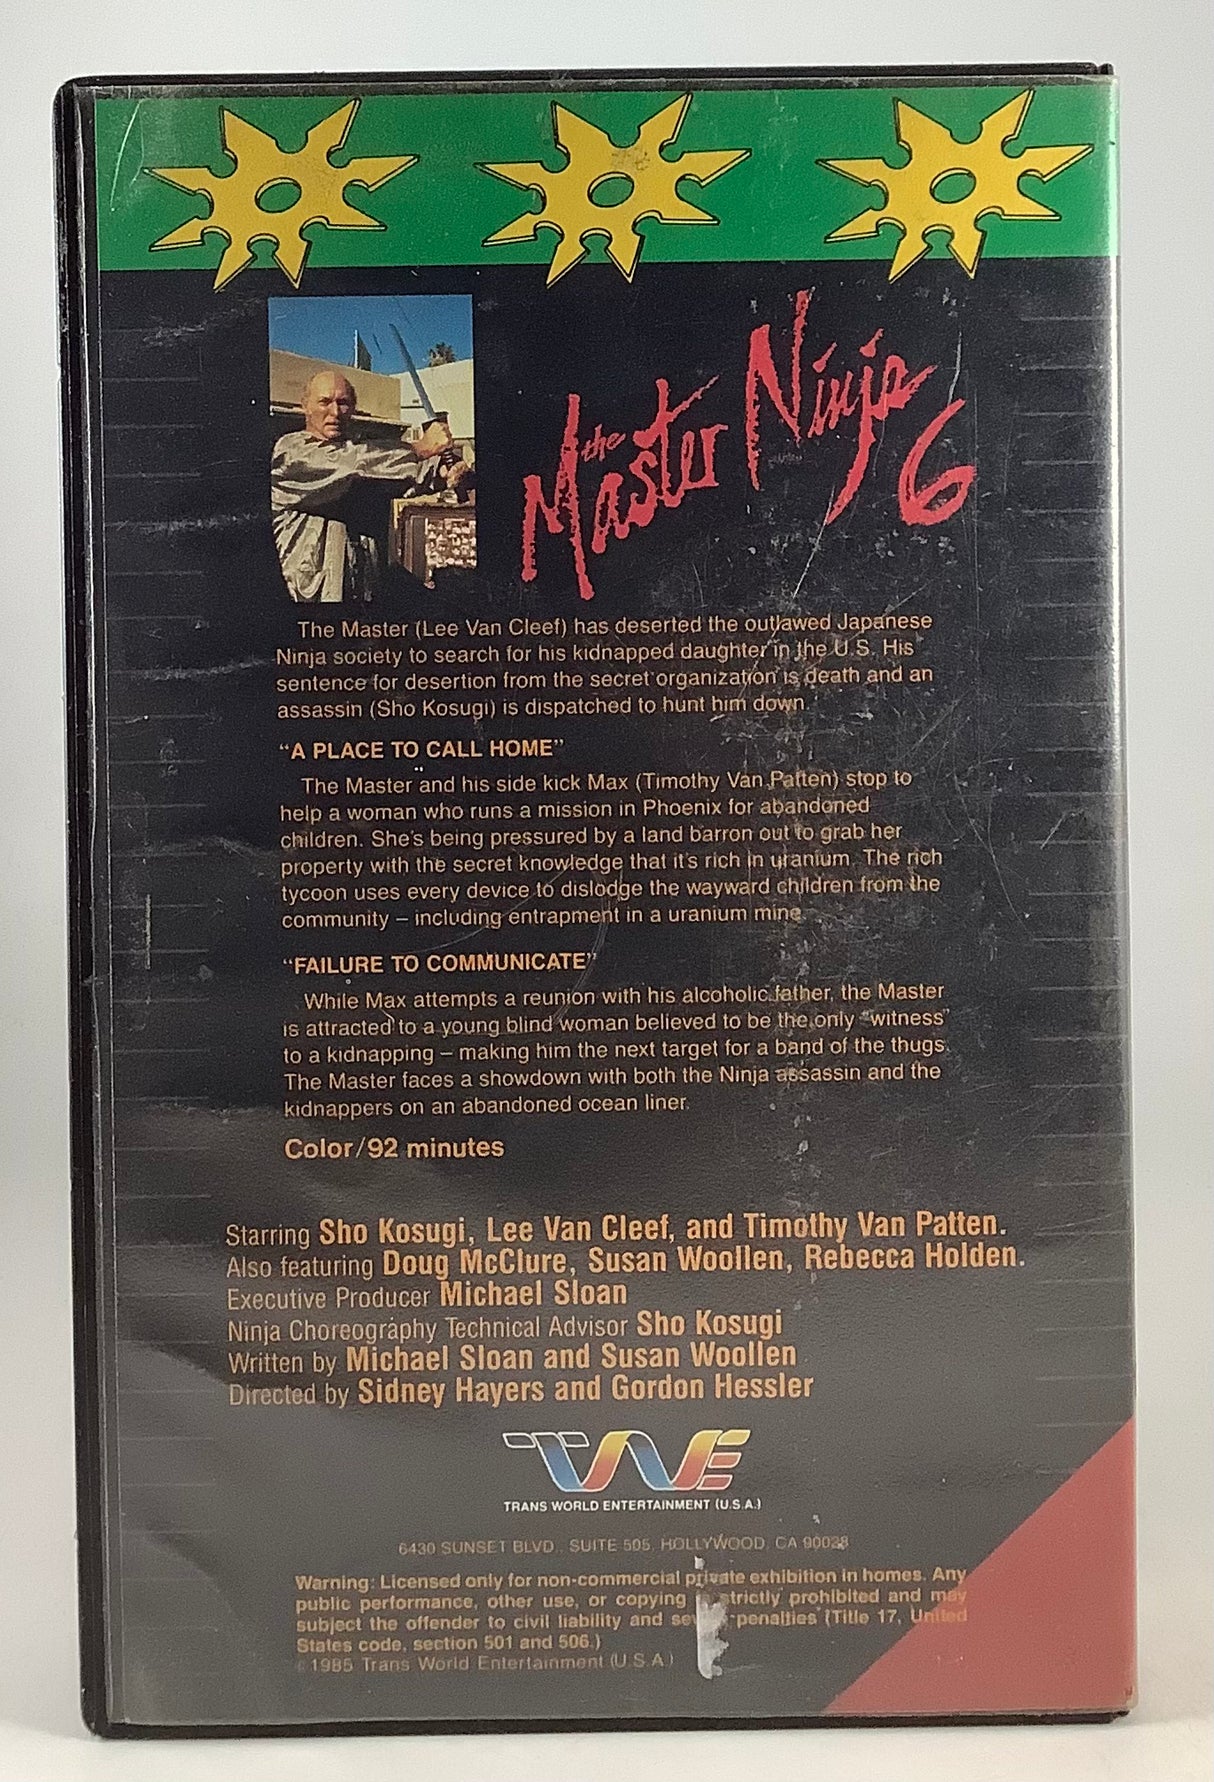 the
Master Ninja
6
The Master (Lee Van Cleef) has deserted the outlawed Japanese
Ninja society to search for his kidnapped daughter in the U.S. His
sentence for desertion from the secret organization is death and an
assassin (Sho Kosugi) is dispatched to hunt him down.
"A PLACE TO CALL HOME"
The Master and his side kick Max (Timothy Van Patten) stop to
help a woman who runs a mission in Phoenix for abandoned
children. She's being pressured by a land barron out to grab her
property with the secret knowledge that it's rich in uranium. The rich
tycoon uses every device to dislodge the wayward children from the
community – including entrapment in a uranium mine.
"FAILURE TO COMMUNICATE"
While Max attempts a reunion with his alcoholic father, the Master
is attracted to a young blind woman believed to be the only "witness"
to a kidnapping – making him the next target for a band of the thugs.
The Master faces a showdown with both the Ninja assassin and the
kidnappers on an abandoned ocean liner.
Color/92 minutes
Starring Sho Kosugi, Lee Van Cleef, and Timothy Van Patten.
Also featuring Doug McClure, Susan Woollen, Rebecca Holden.
Executive Producer Michael Sloan
Ninja Choreography Technical Advisor Sho Kosugi
Written by Michael Sloan and Susan Woollen
Directed by Sidney Hayers and Gordon Hessler
TWE
TRANS WORLD ENTERTAINMENT (U.S.A.)
6430 SUNSET BLVD., SUITE 505, HOLLYWOOD, CA 90028
Warning: Licensed only for non-commercial private exhibition in homes. Any
public performance, other use, or copying strictly prohibited and may
subject the offender to civil liability and penalties (Title 17, United
States code, section 501 and 506.)
© 1985 Trans World Entertainment (U.S.A.)